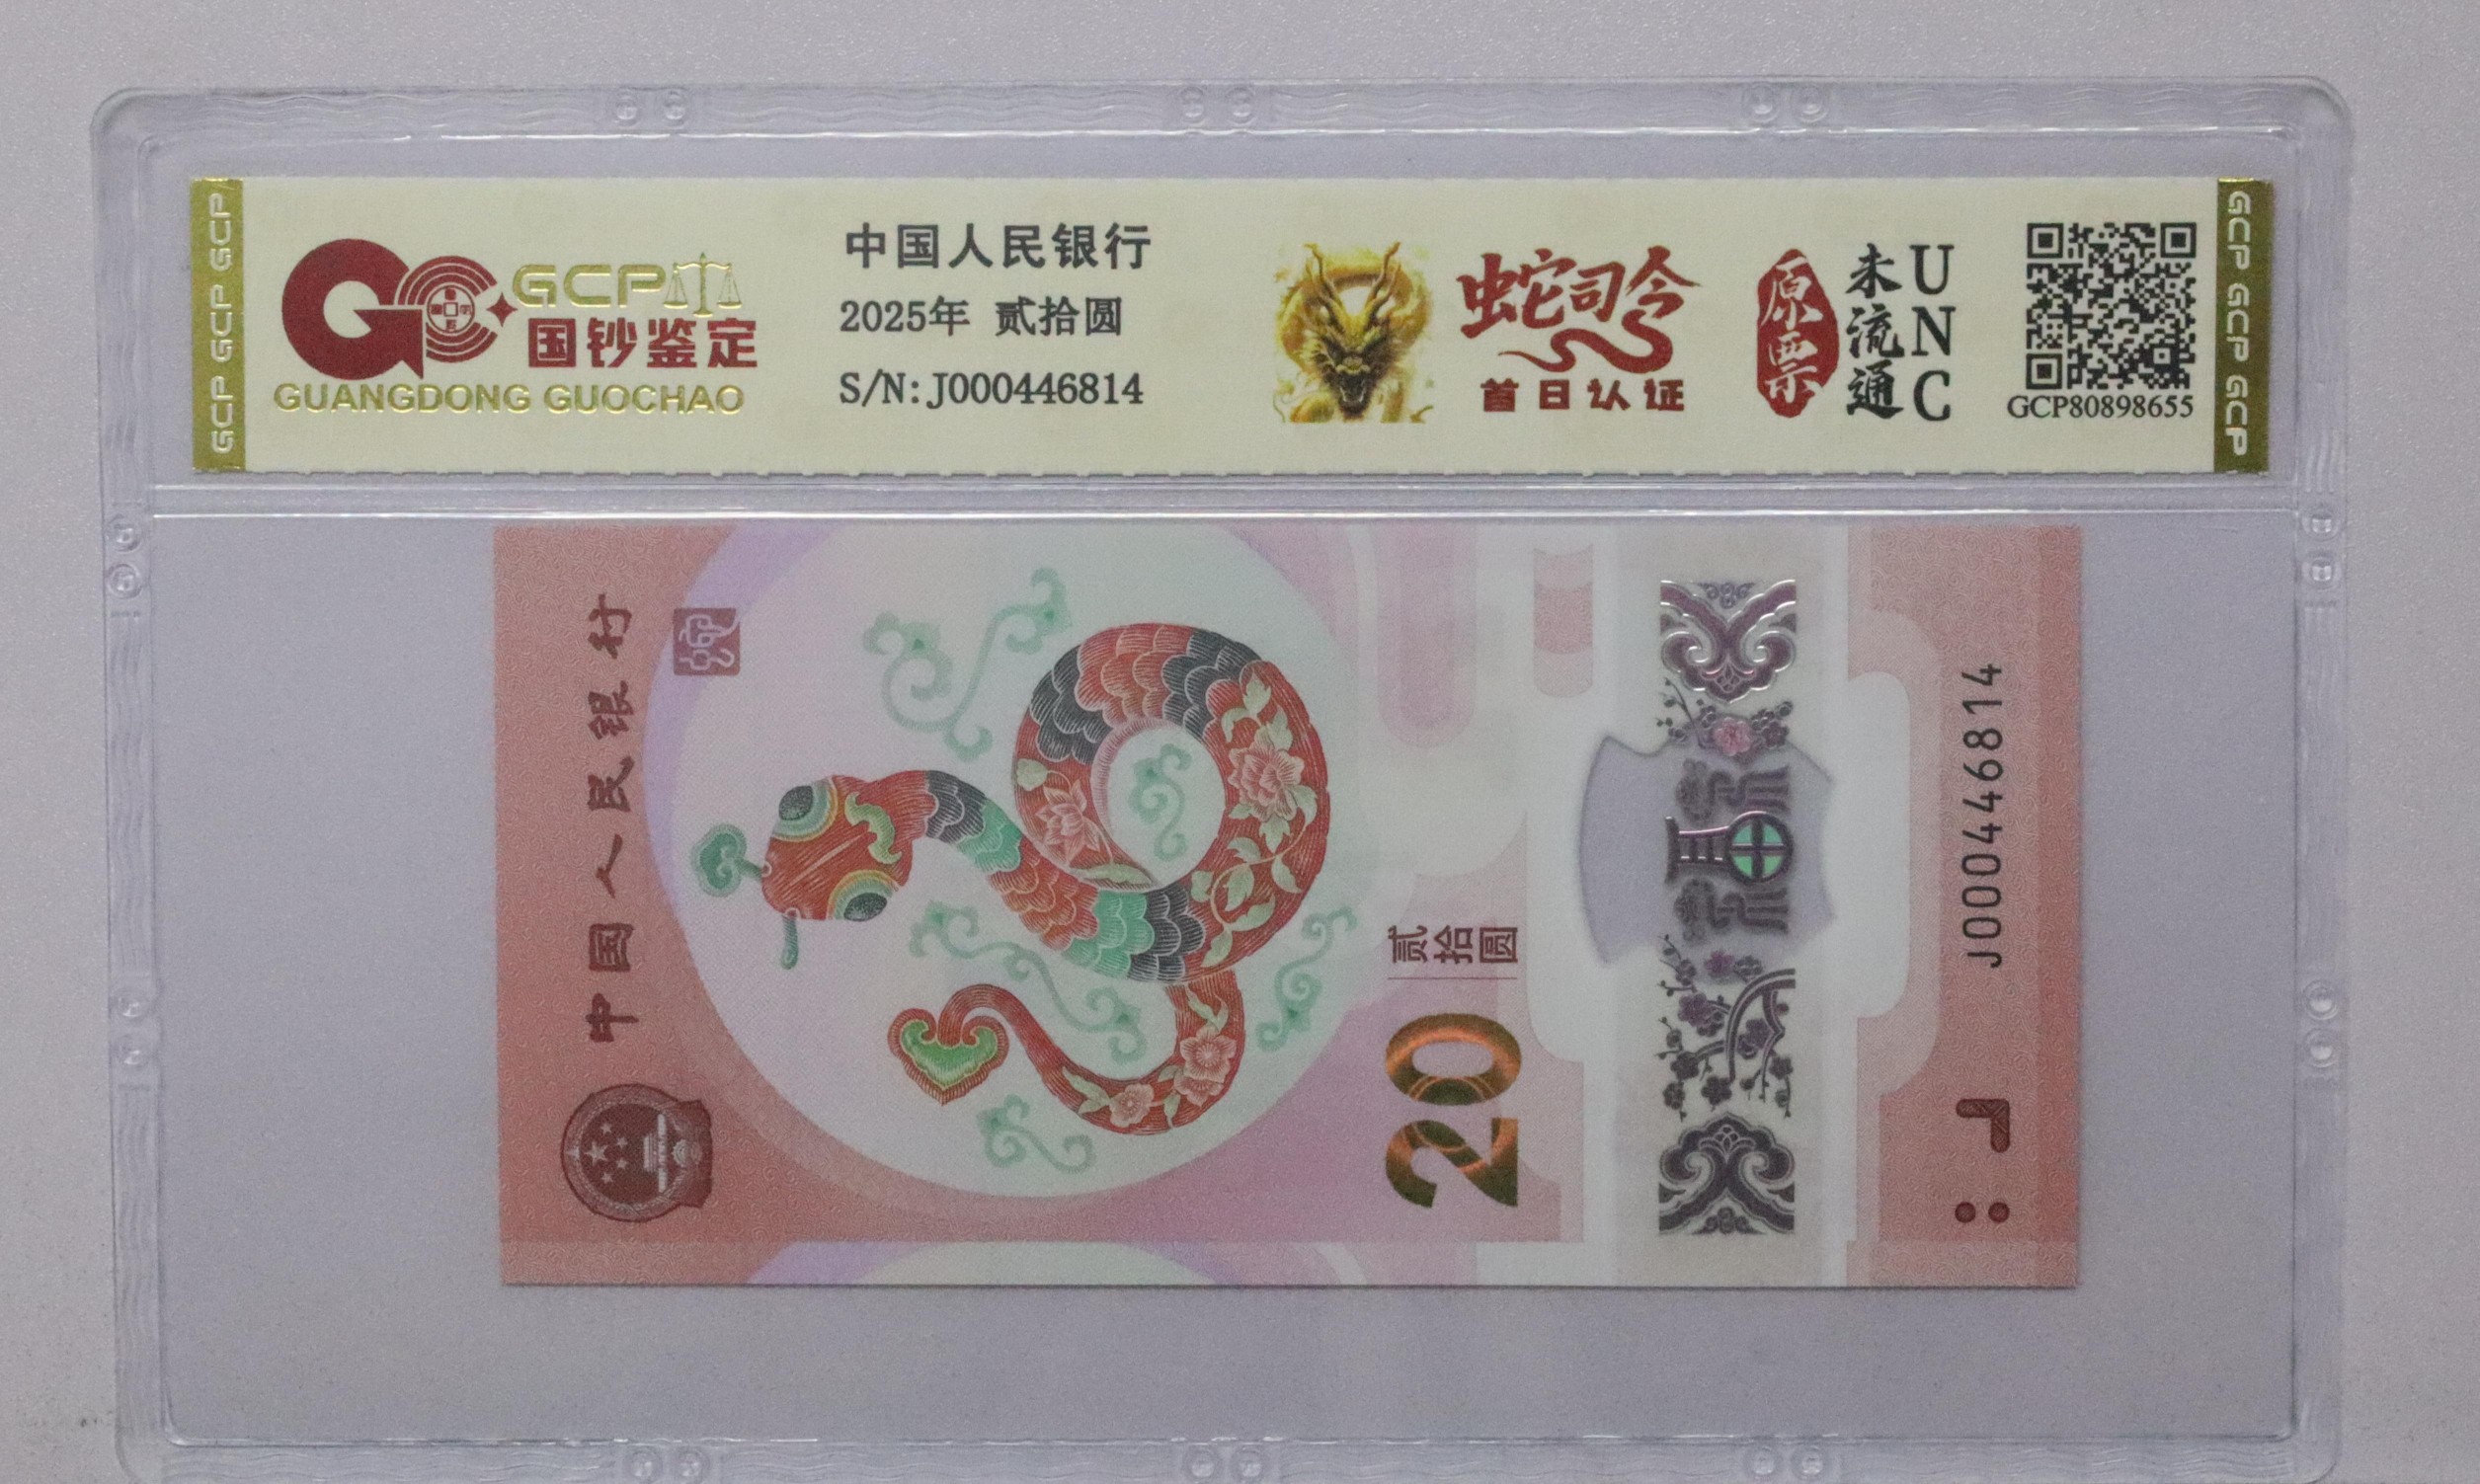 GCP GCP GCP
GCP
国钞鉴定
GUANGDONG GUOCHAO
中国人民银行
2025年 贰拾圆
S/N:J000446814
蛇司令
首日认证
原票
未流通
UNC
GCP80898655
GCP GCP GCP
中国人民银行
20
贰拾圆
福
J000446814